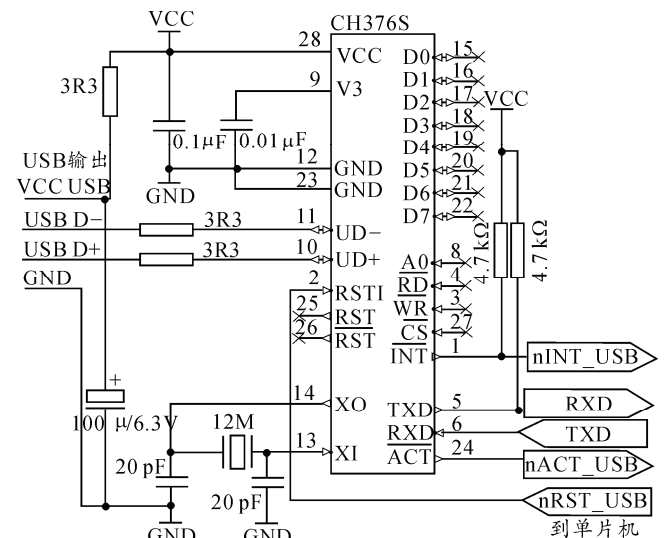 VCC
CH376S
28
VCC
D0
15
3R3
9
V3
D1
16
D2
17
VCC
D3
18
0.1μF
0.01μF
D4
19
USB输出
12
GND
D5
20
VCC USB
GND
23
GND
D6
21
USB D−
3R3
11
UD−
D7
22
USB D+
3R3
10
UD+
A0
8
4.7 kΩ
4.7 kΩ
GND
2
RSTI
RD
4
25
RST
WR
3
26
RST
CS
27
INT
1
nINT_USB
+
100 μ/6.3V
14
XO
TXD
5
RXD
12M
RXD
6
TXD
13
XI
ACT
24
nACT_USB
20 pF
20 pF
nRST_USB
GND
GND
到单片机